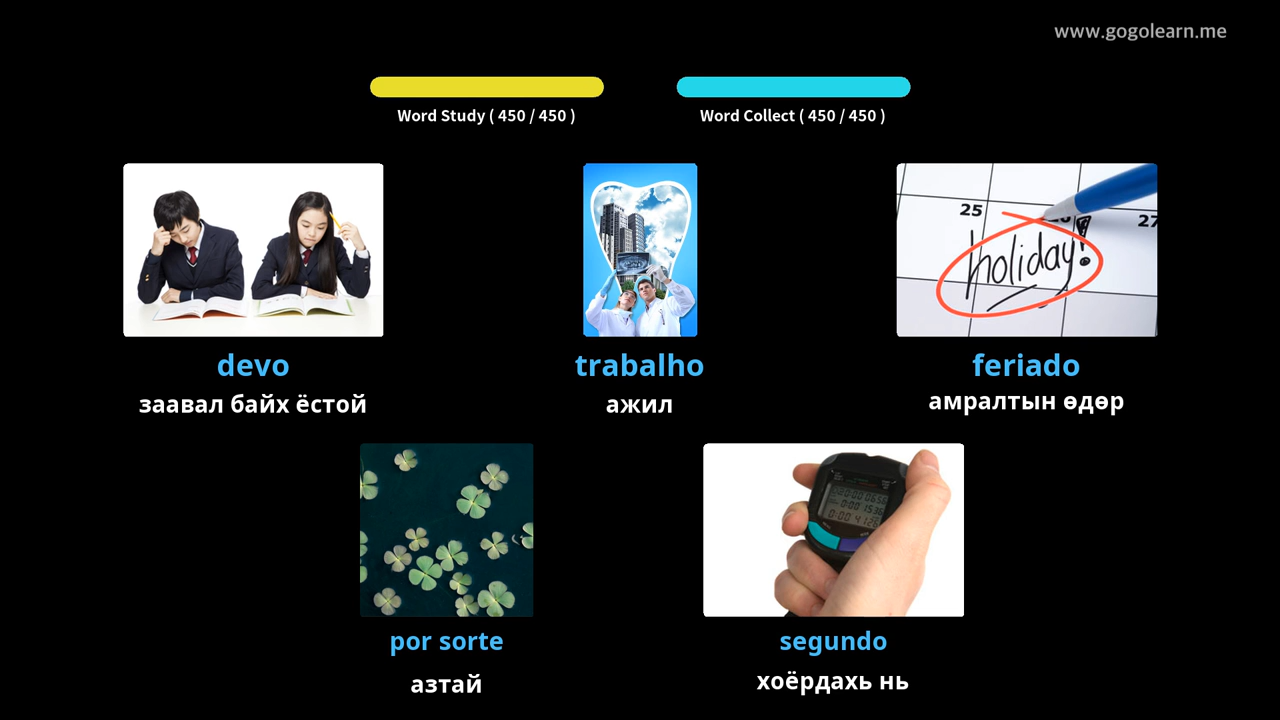 www.gogolearn.me
Word Study ( 450 / 450 )
Word Collect ( 450 / 450 )
25
27
holiday!
devo
trabalho
feriado
заавал байх ёстой
ажил
амралтын өдөр
por sorte
segundo
азтай
хоёрдахь нь